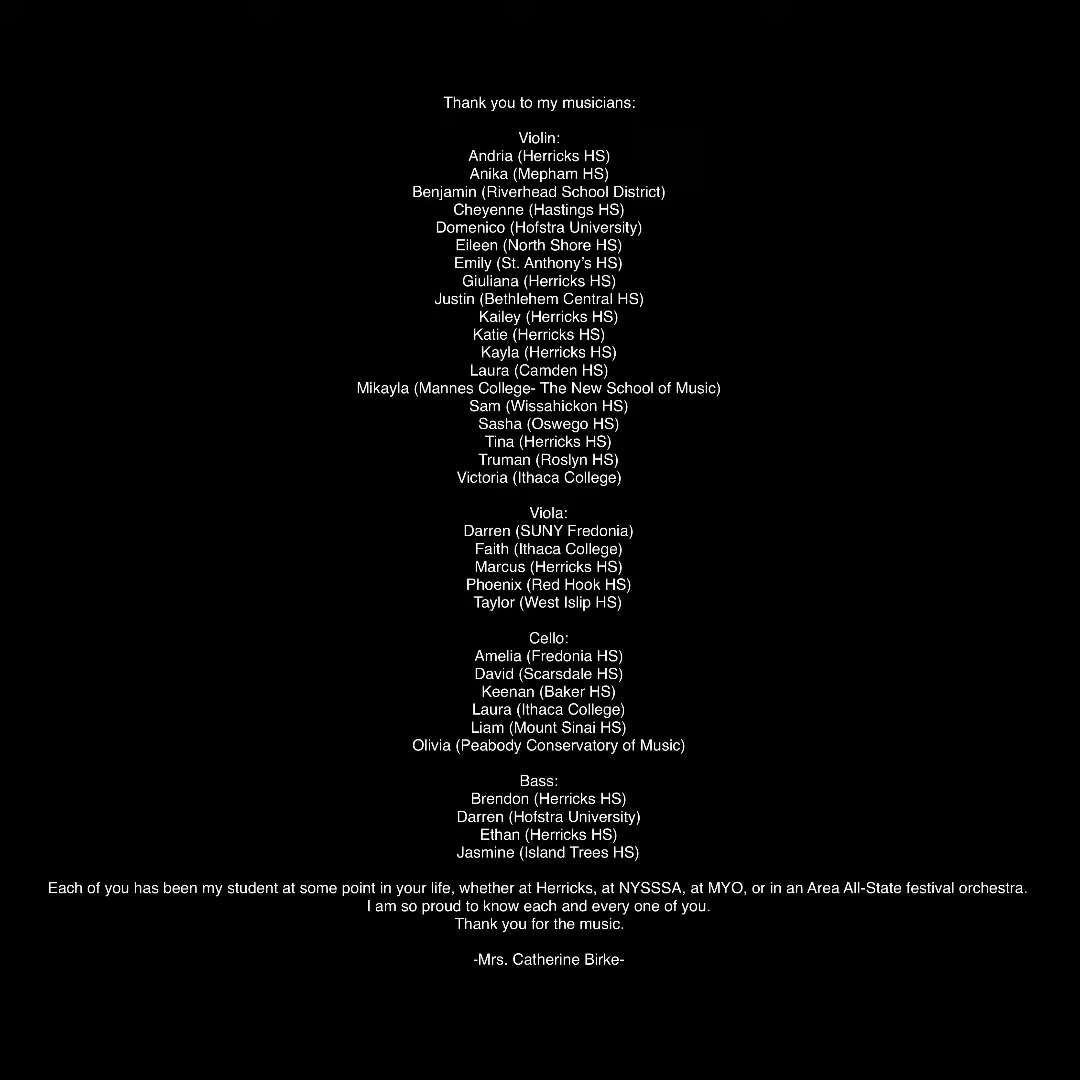 Thank you to my musicians:
Violin:
Andria (Herricks HS)
Anika (Mepham HS)
Benjamin (Riverhead School District)
Cheyenne (Hastings HS)
Domenico (Hofstra University)
Eileen (North Shore HS)
Emily (St. Anthony’s HS)
Giuliana (Herricks HS)
Justin (Bethlehem Central HS)
Kailey (Herricks HS)
Katie (Herricks HS)
Kayla (Herricks HS)
Laura (Camden HS)
Mikayla (Mannes College- The New School of Music)
Sam (Wissahickon HS)
Sasha (Oswego HS)
Tina (Herricks HS)
Truman (Roslyn HS)
Victoria (Ithaca College)
Viola:
Darren (SUNY Fredonia)
Faith (Ithaca College)
Marcus (Herricks HS)
Phoenix (Red Hook HS)
Taylor (West Islip HS)
Cello:
Amelia (Fredonia HS)
David (Scarsdale HS)
Keenan (Baker HS)
Laura (Ithaca College)
Liam (Mount Sinai HS)
Olivia (Peabody Conservatory of Music)
Bass:
Brendon (Herricks HS)
Darren (Hofstra University)
Ethan (Herricks HS)
Jasmine (Island Trees HS)
Each of you has been my student at some point in your life, whether at Herricks, at NYSSSA, at MYO, or in an Area All-State festival orchestra.
I am so proud to know each and every one of you.
Thank you for the music.
-Mrs. Catherine Birke-